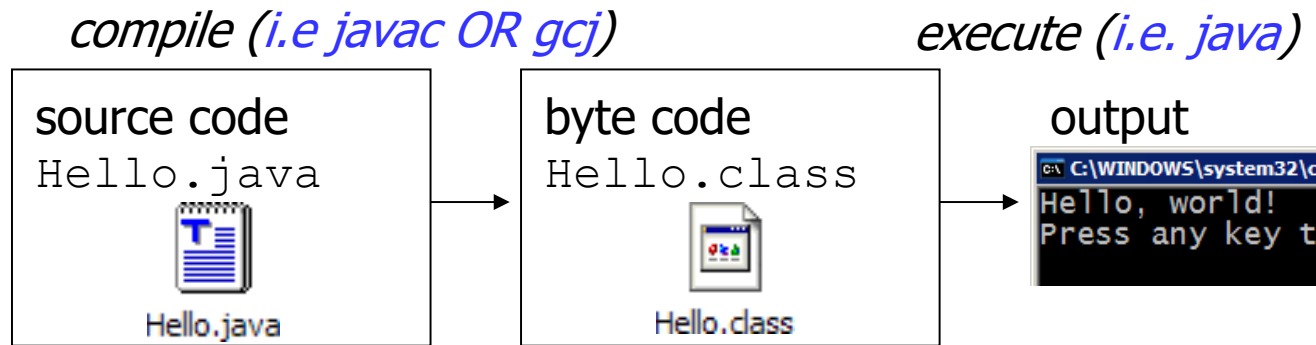 compile (i.e javac OR gcj)
execute (i.e. java)
source code
Hello.java
Hello.java
byte code
Hello.class
Hello.class
output
C:\WINDOWS\system32\c
Hello, world!
Press any key t